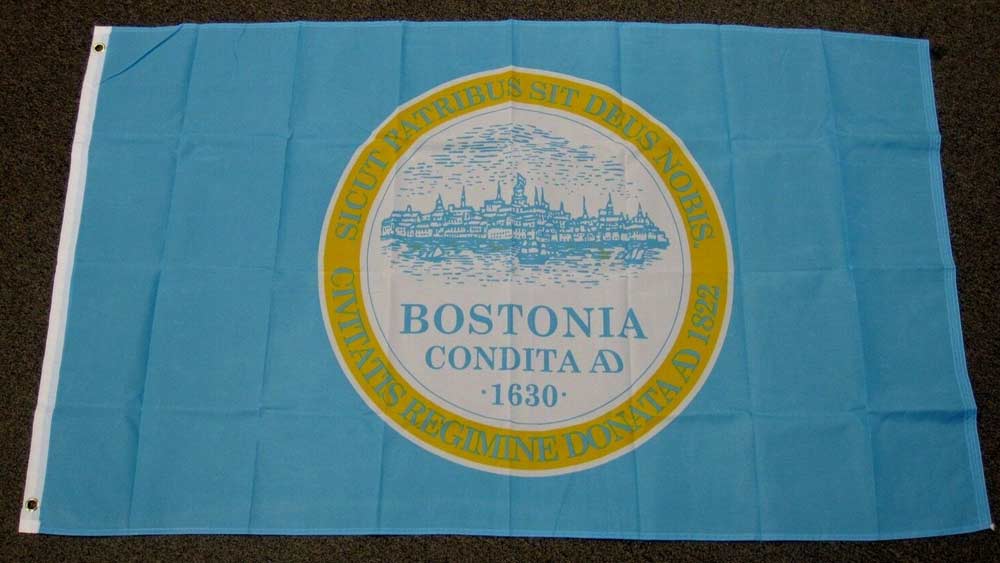 SICUT PATRIBUS SIT DEUS NOBIS.
BOSTONIA
CONDITA AD
·1630·
CIVITATIS REGIMINE DONATA AD 1822